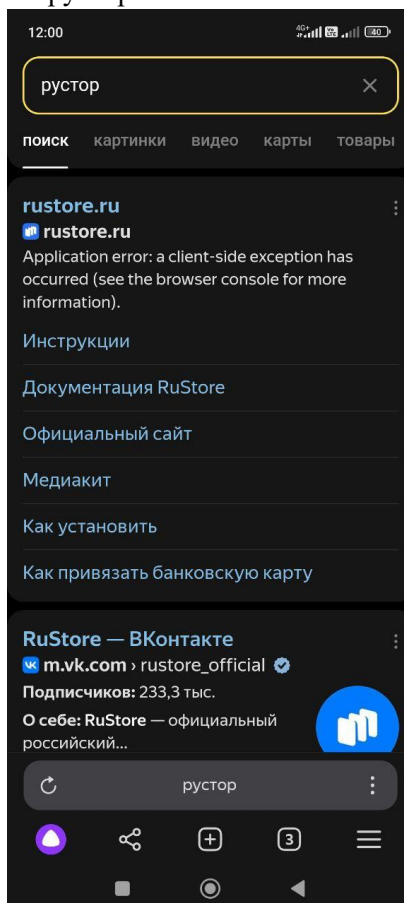 12:00
4G+
40
рустор
поиск картинки видео карты товары
rustore.ru
rustore.ru
Application error: a client-side exception has
occurred (see the browser console for more
information).
Инструкции
Документация RuStore
Официальный сайт
Медиакит
Как установить
Как привязать банковскую карту
RuStore — ВКонтакте
m.vk.com › rustore_official
Подписчиков: 233,3 тыс.
О себе: RuStore — официальный
российский...
рустор
3